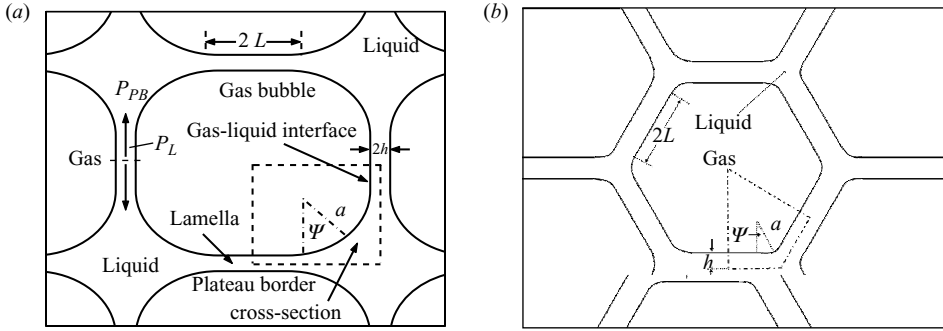 (a)
2 L
Liquid
P_PB
Gas bubble
Gas-liquid interface
P_L
Gas
2h
Lamella
a
Ψ
Liquid
Plateau border
cross-section
(b)
2L
Liquid
Gas
Ψ
a
h